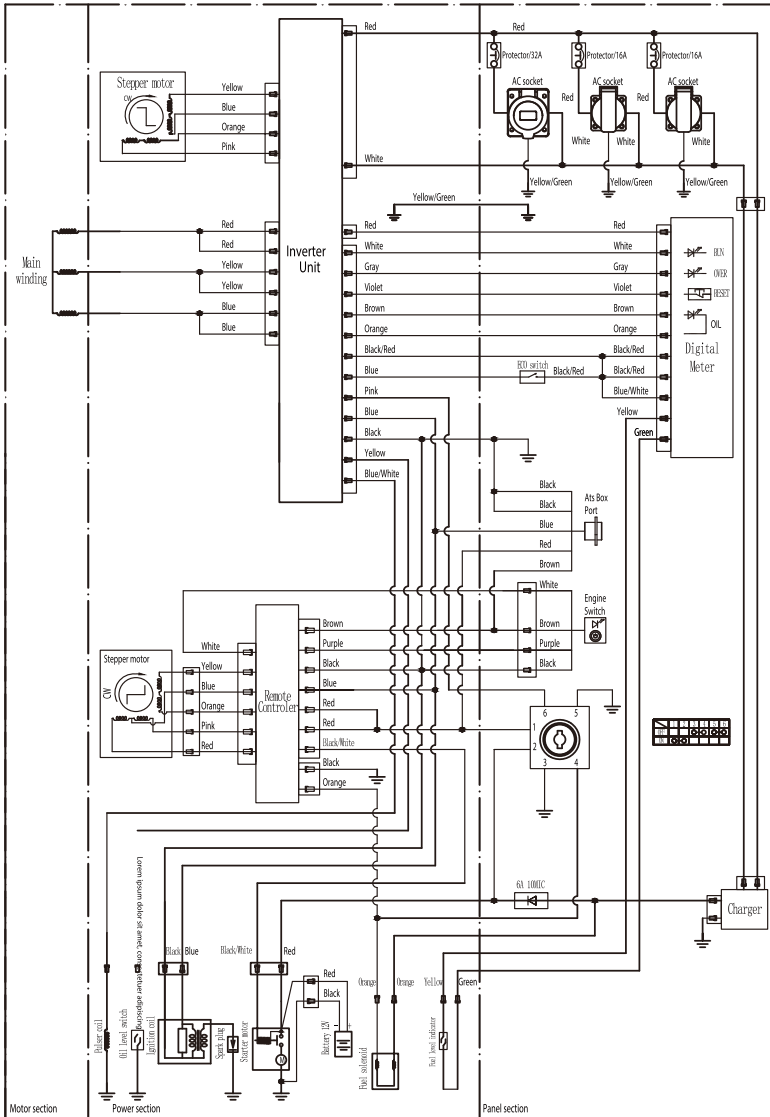 Red
Red
Protector/32A
Protector/16A
Protector/16A
Stepper motor
CW
Yellow
Blue
Orange
Pink
AC socket
AC socket
AC socket
Red
Red
White
White
White
White
Yellow/Green
Yellow/Green
Yellow/Green
Yellow/Green
Main
winding
Red
Red
Yellow
Yellow
Blue
Blue
Inverter
Unit
Red
White
Gray
Violet
Brown
Orange
Black/Red
Blue
Pink
Blue
Black
Yellow
Blue/White
ECO switch
Black/Red
Red
White
Gray
Violet
Brown
Orange
Black/Red
Black/Red
Blue/White
Yellow
Green
RUN
OVER
RESET
OIL
Digital
Meter
Black
Black
Blue
Red
Brown
Ats Box
Port
White
Brown
Purple
Black
Engine
Switch
Stepper motor
CW
White
Yellow
Blue
Orange
Pink
Red
Remote
Controler
Brown
Purple
Black
Blue
Red
Red
Black/White
Black
Orange
6
5
1
2
3
4
6A 10MIC
Charger
Lorem ipsum dolor sit amet, consectetuer adipiscing
Black
Blue
Black/White
Red
Red
Black
Orange
Orange
Yellow
Green
Pulser coil
Oil level switch
Ignition coil
Spark plug
Starter motor
M
Battery 12V
- +
Fuel solenoid
Fuel level indicator
Motor section
Power section
Panel section